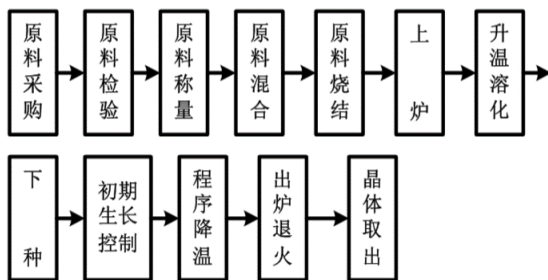 原料采购
原料检验
原料称量
原料混合
原料烧结
上炉
升温溶化
下种
初期生长控制
程序降温
出炉退火
晶体取出